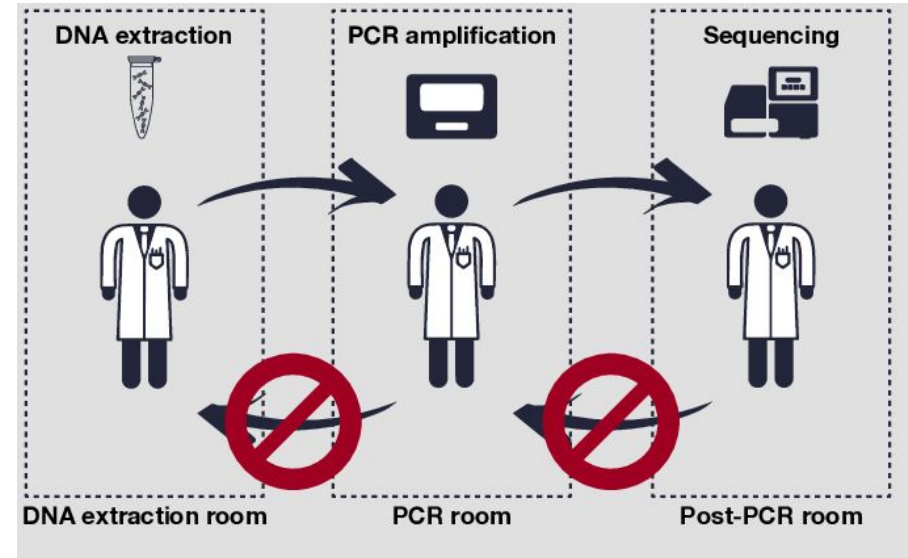 DNA extraction
PCR amplification
Sequencing
DNA extraction room
PCR room
Post-PCR room